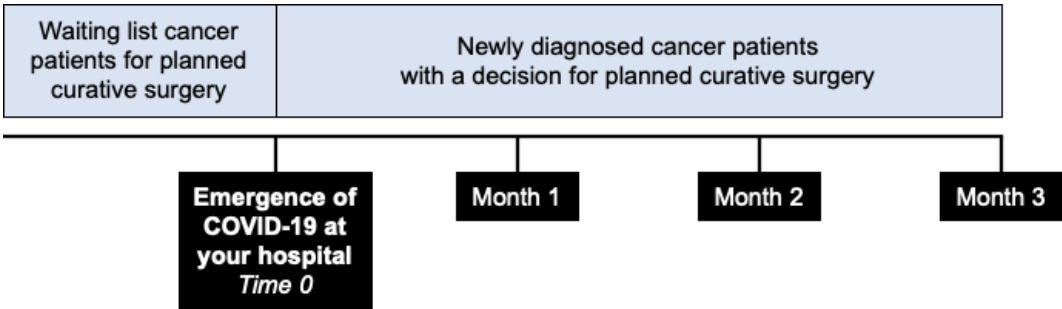 Waiting list cancer
patients for planned
curative surgery
Newly diagnosed cancer patients
with a decision for planned curative surgery
Emergence of
COVID-19 at
your hospital
Time 0
Month 1
Month 2
Month 3